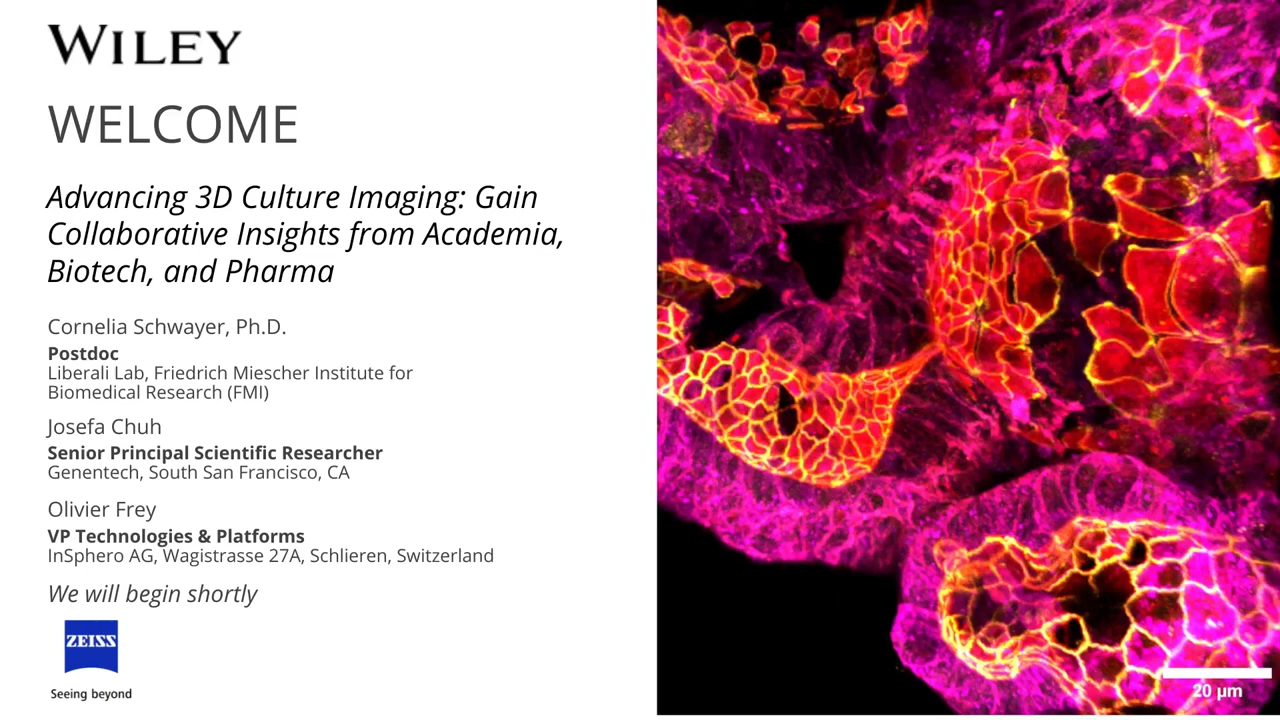 WILEY
WELCOME
Advancing 3D Culture Imaging: Gain
Collaborative Insights from Academia,
Biotech, and Pharma
Cornelia Schwayer, Ph.D.
Postdoc
Liberali Lab, Friedrich Miescher Institute for
Biomedical Research (FMI)
Josefa Chuh
Senior Principal Scientific Researcher
Genentech, South San Francisco, CA
Olivier Frey
VP Technologies & Platforms
InSphero AG, Wagistrasse 27A, Schlieren, Switzerland
We will begin shortly
ZEISS
Seeing beyond
20 µm